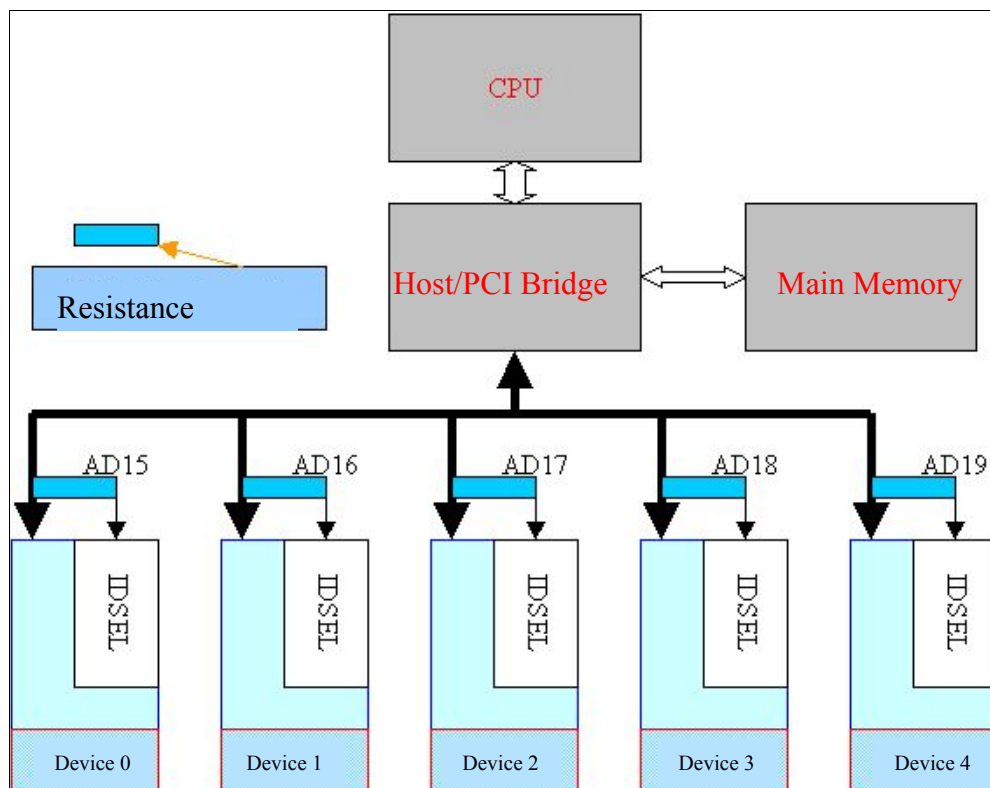 CPU
Host/PCI Bridge
Main Memory
Resistance
AD15
AD16
AD17
AD18
AD19
IDSEL
IDSEL
IDSEL
IDSEL
IDSEL
Device 0
Device 1
Device 2
Device 3
Device 4